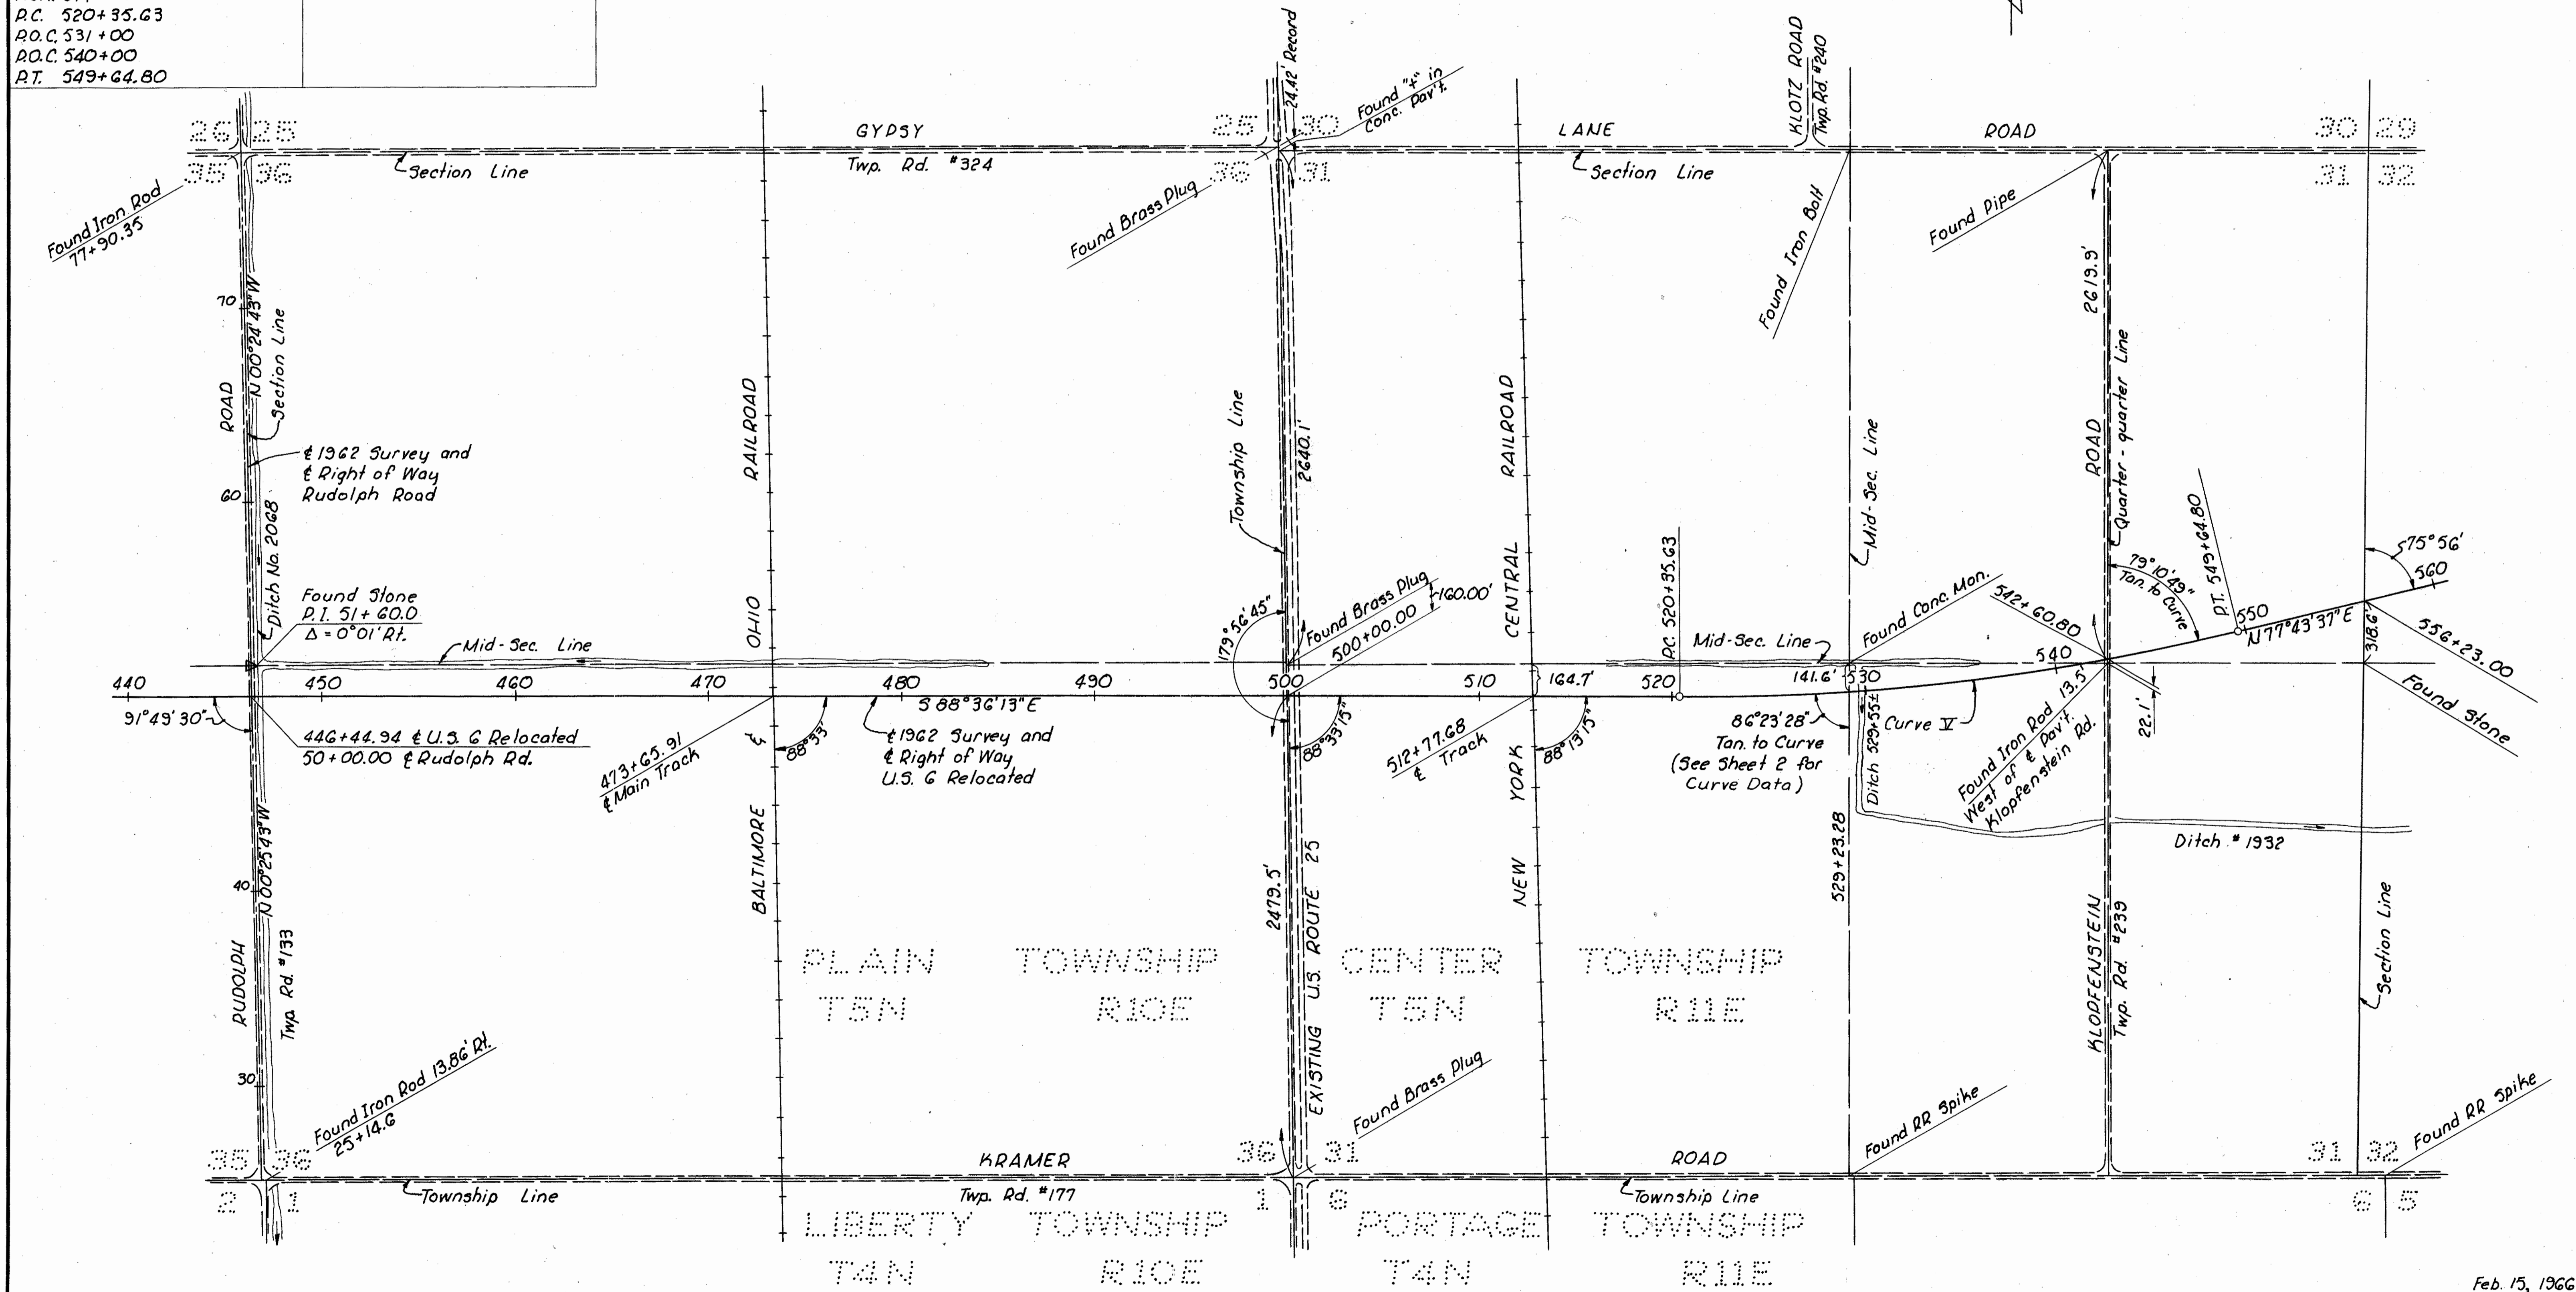 P.C. 520+35.63
P.O.C. 531+00
P.O.C. 540+00
P.T. 549+64.80
24.42' Record
Found "+" in
Conc. Pav't.
KLOTZ ROAD
Twp. Rd. #240
26 25
35 36
GYPSY
Twp. Rd. #324
25 30
36 31
LANE
ROAD
30 29
31 32
Section Line
Section Line
Found Iron Rod
77+90.35
Found Brass Plug
Found Iron Bolt
Found Pipe
70
N 00°24'43" W
Section Line
ROAD
2619.9'
Quarter-quarter Line
ROAD
RAILROAD
RAILROAD
Township Line
2640.1'
Mid-Sec. Line
℄ 1962 Survey and
℄ Right of Way
Rudolph Road
60
Ditch No. 2068
Found Stone
P.I. 51+60.0
Δ = 0°01' Rt.
Mid-Sec. Line
OHIO
179°56'45"
Found Brass Plug
500+00.00
160.00'
CENTRAL
P.C. 520+35.63
Mid-Sec. Line
Found Conc. Mon.
542+60.80
79°10'49"
Tan. to Curve
P.T. 549+64.80
75°56'
560
550
N 77°43'37" E
318.6'
556+23.00
Found Stone
440
450
460
470
480
490
500
510
164.7'
520
141.6'
530
540
13.5'
22.1'
91°49'30"
446+44.94 ℄ U.S. 6 Relocated
50+00.00 ℄ Rudolph Rd.
473+65.91
℄ Main Track
&
88°33'
S 88°36'13" E
℄ 1962 Survey and
℄ Right of Way
U.S. 6 Relocated
88°33'15"
512+77.68
℄ Track
88°13'15"
86°23'28"
Tan. to Curve
(See Sheet 2 for
Curve Data)
Ditch 529+55±
Curve V
Found Iron Rod
West of ℄ Pav't.
Klopfenstein Rd.
Ditch #1932
N 00°25'43" W
40
BALTIMORE
2479.5'
EXISTING U.S. ROUTE 25
NEW YORK
529+23.28
KLOPFENSTEIN
Twp. Rd. #239
Section Line
RUDOLPH
Twp. Rd. #133
PLAIN TOWNSHIP
T5N R10E
CENTER TOWNSHIP
T5N R11E
30
Found Iron Rod 13.86' Rt.
25+14.6
Found Brass Plug
Found RR Spike
Found RR Spike
35 36
2 1
KRAMER
Twp. Rd. #177
36 31
1 6
ROAD
31 32
6 5
Township Line
Township Line
LIBERTY TOWNSHIP
T4N R10E
PORTAGE TOWNSHIP
T4N R11E
Feb. 15, 1966